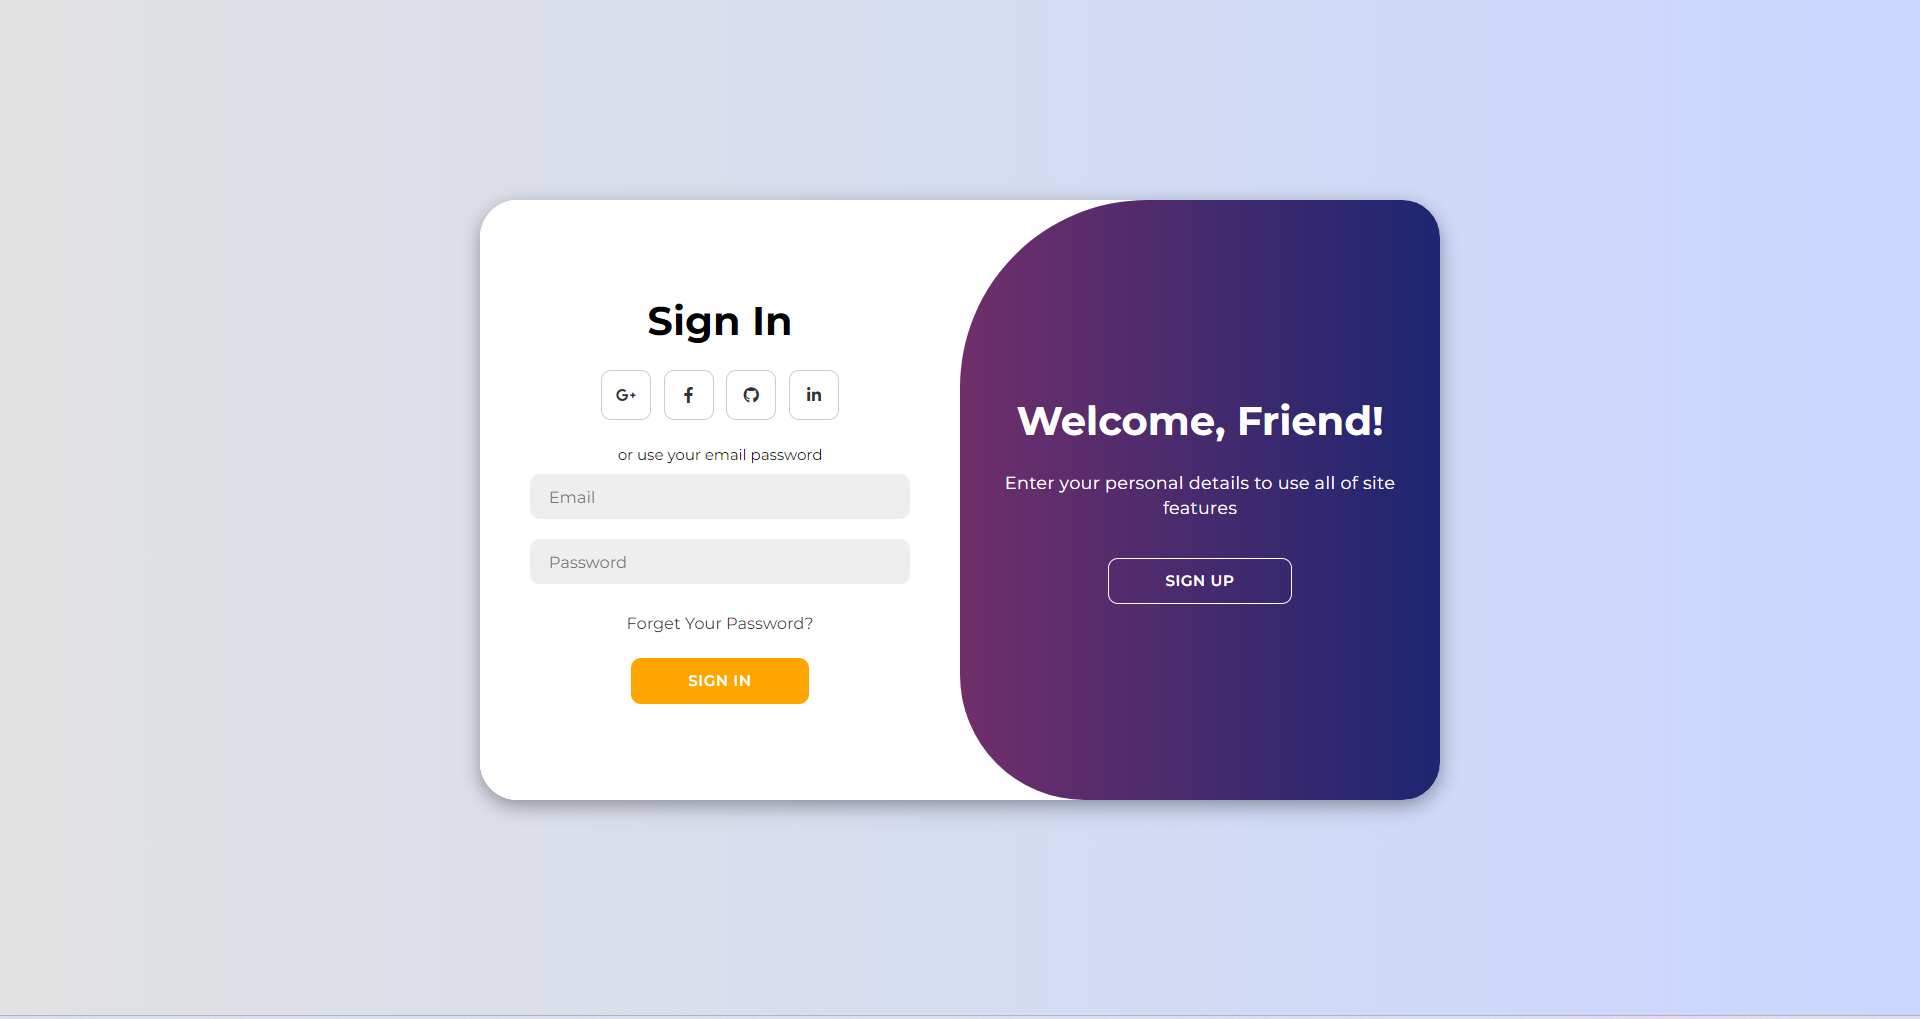 Sign In
G+
f
in
or use your email password
Email
Password
Forget Your Password?
SIGN IN
Welcome, Friend!
Enter your personal details to use all of site
features
SIGN UP